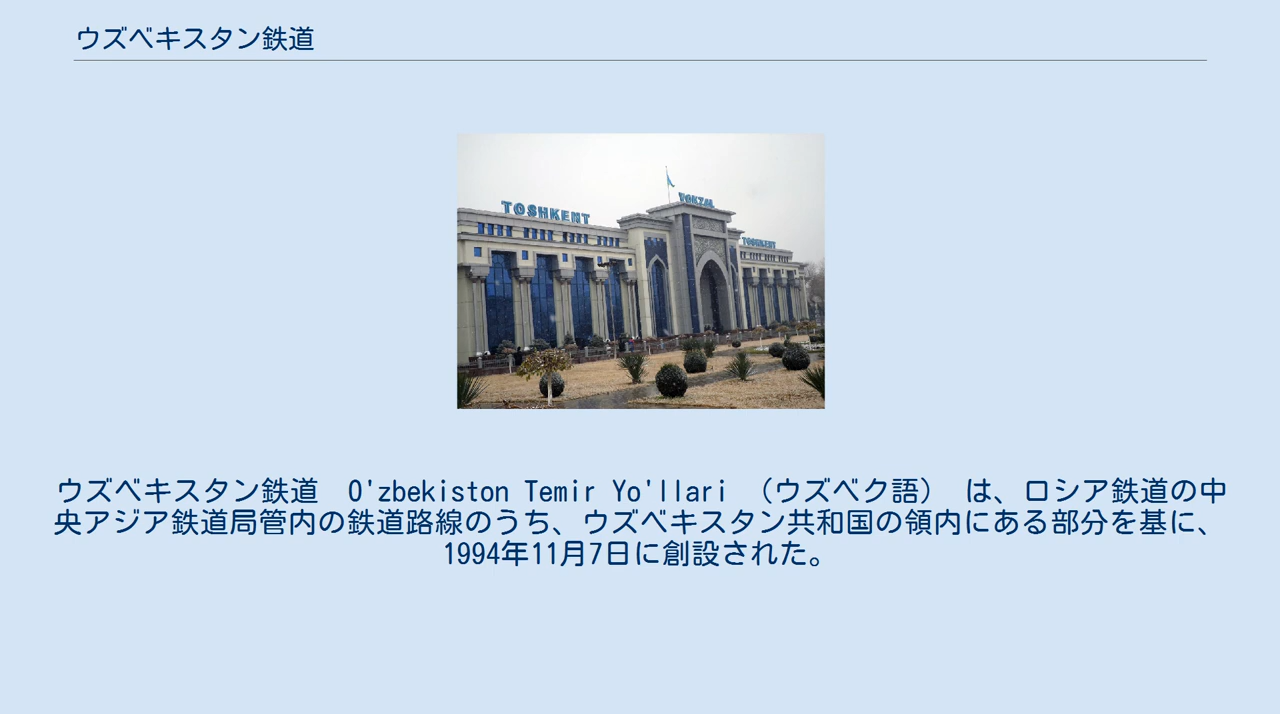 ウズベキスタン鉄道
TOSHKENT
VOKZAL
TOSHKENT
ウズベキスタン鉄道　O'zbekiston Temir Yo'llari （ウズベク語） は、ロシア鉄道の中
央アジア鉄道局管内の鉄道路線のうち、ウズベキスタン共和国の領内にある部分を基に、
1994年11月7日に創設された。